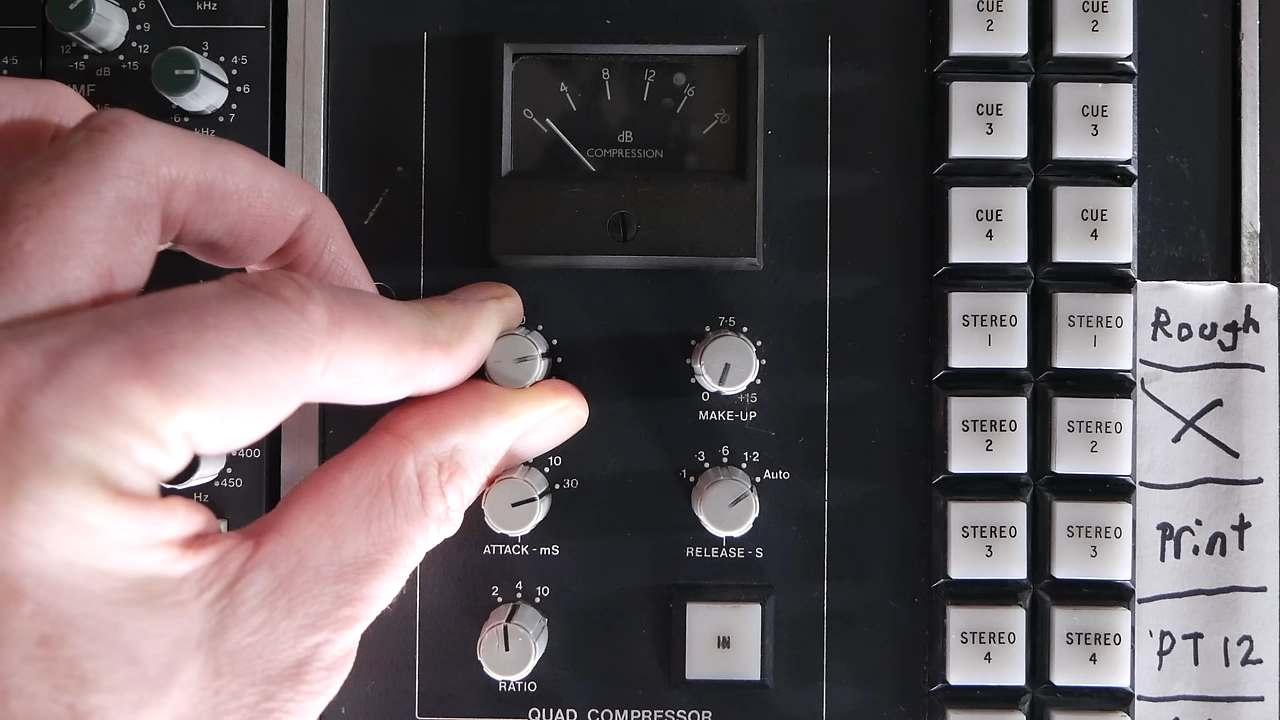 kHz
6
9
12
12
-15
+15
dB
4·5
3
4·5
6
7
·6
kHz
MF
0
4
8
12
16
20
dB
COMPRESSION
7·5
0
+15
MAKE-UP
10
30
ATTACK-mS
·1
·3
·6
1·2
Auto
RELEASE-S
2
4
10
RATIO
IN
QUAD COMPRESSOR
400
450
Hz
CUE
2
CUE
2
CUE
3
CUE
3
CUE
4
CUE
4
STEREO
1
STEREO
1
STEREO
2
STEREO
2
STEREO
3
STEREO
3
STEREO
4
STEREO
4
Rough
X
Print
PT 12